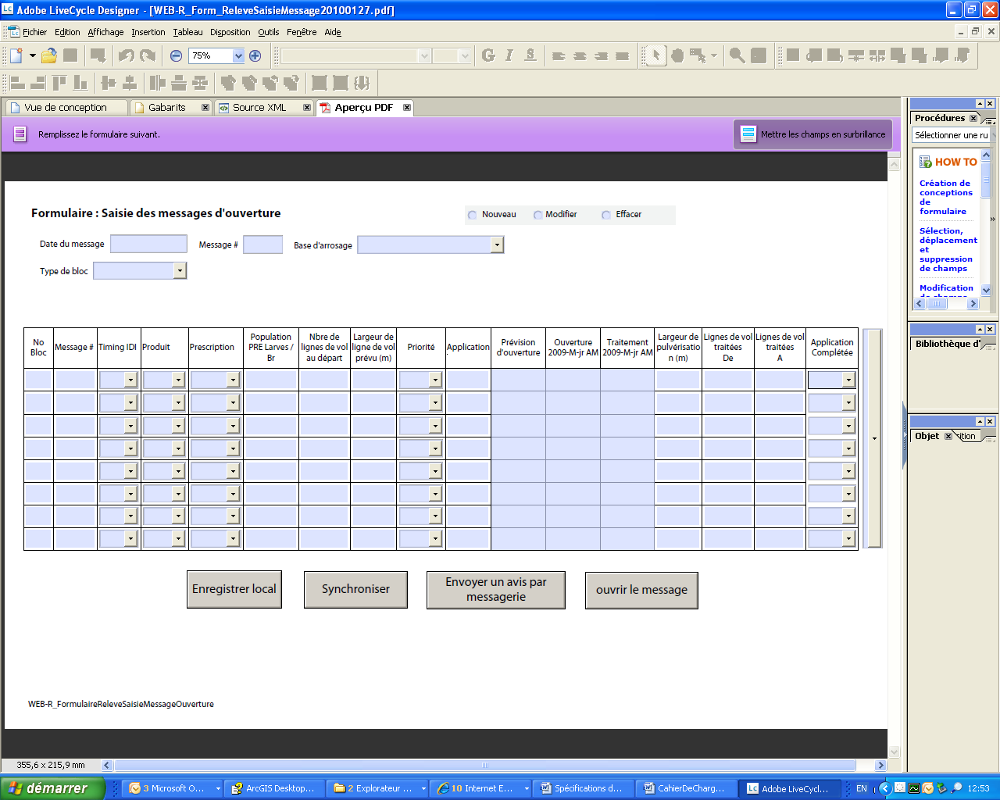 Adobe LiveCycle Designer - [WEB-R_Form_ReleveSaisieMessage20100127.pdf]
Fichier Edition Affichage Insertion Tableau Disposition Outils Fenêtre Aide
75%
G I S
Vue de conception Gabarits Source XML Aperçu PDF
Remplissez le formulaire suivant. Mettre les champs en surbrillance
Formulaire : Saisie des messages d'ouverture
Nouveau Modifier Effacer
Date du message Message # Base d'arrosage
Type de bloc
No Bloc Message # Timing IDI Produit Prescription Population PRE Larves / Br Nbre de lignes de vol au départ Largeur de ligne de vol prévu (m) Priorité Application Prévision d'ouverture Ouverture 2009-M-jr AM Traitement 2009-M-jr AM Largeur de pulvérisatio n (m) Lignes de vol traitées De Lignes de vol traitées A Application Complétée
Enregistrer local Synchroniser Envoyer un avis par messagerie ouvrir le message
WEB-R_FormulaireReleveSaisieMessageOuverture
355,6 x 215,9 mm
Procédures
Sélectionner une ru
HOW TO
Création de
conceptions
de
formulaire
Sélection,
déplacement
et
suppression
de champs
Modification
de champs
Bibliothèque d'
Objet sition
démarrer 3 Microsoft O... ArcGIS Desktop... 2 Explorateur ... 10 Internet E... Spécifications d... CahierDeCharg... Adobe LiveCycl... EN 12:53